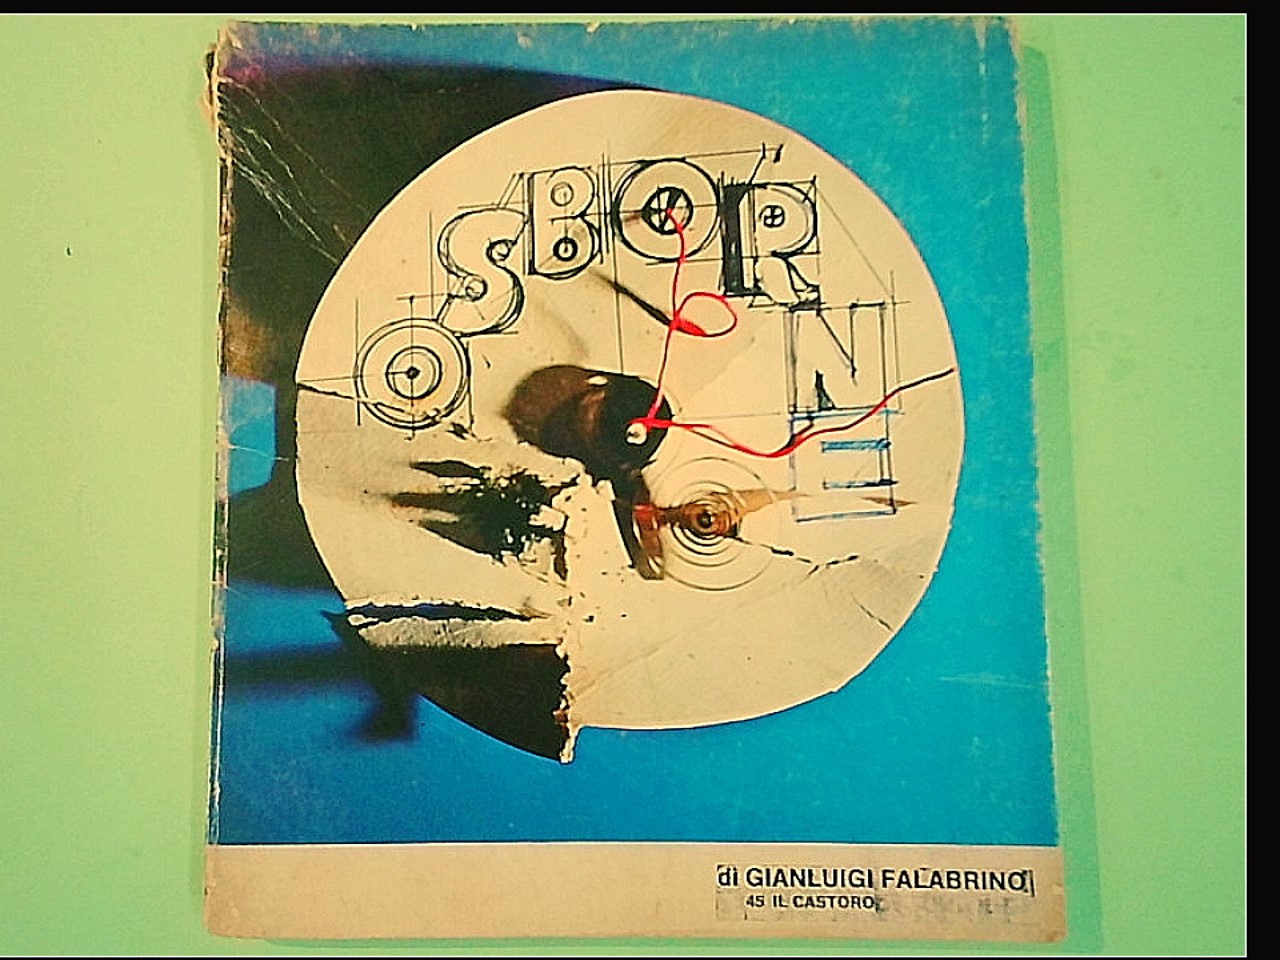 OSBORNE
di GIANLUIGI FALABRINO
45 IL CASTORO